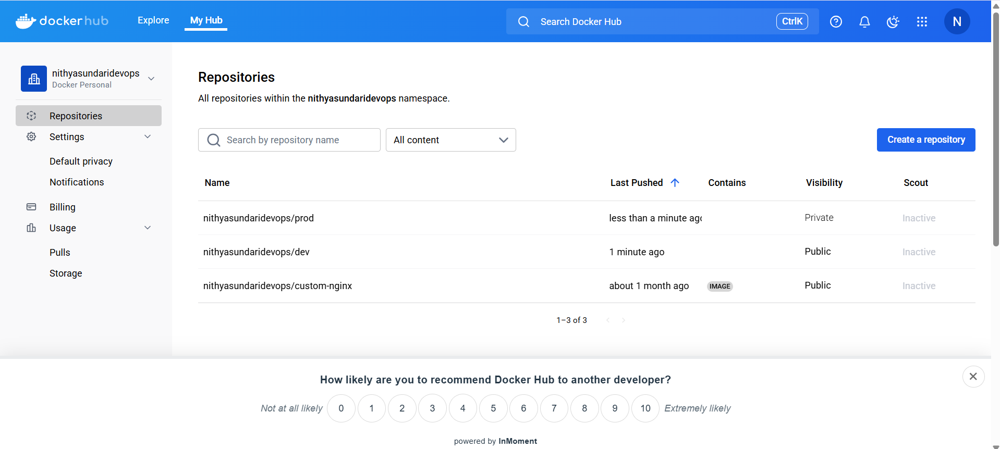 docker hub Explore My Hub Search Docker Hub CtrlK N
nithyasundaridevops
Docker Personal
Repositories
Settings
Default privacy
Notifications
Billing
Usage
Pulls
Storage
Repositories
All repositories within the nithyasundaridevops namespace.
Search by repository name All content Create a repository
Name Last Pushed Contains Visibility Scout
nithyasundaridevops/prod less than a minute ago Private Inactive
nithyasundaridevops/dev 1 minute ago Public Inactive
nithyasundaridevops/custom-nginx about 1 month ago IMAGE Public Inactive
1–3 of 3
How likely are you to recommend Docker Hub to another developer?
Not at all likely 0 1 2 3 4 5 6 7 8 9 10 Extremely likely
powered by InMoment